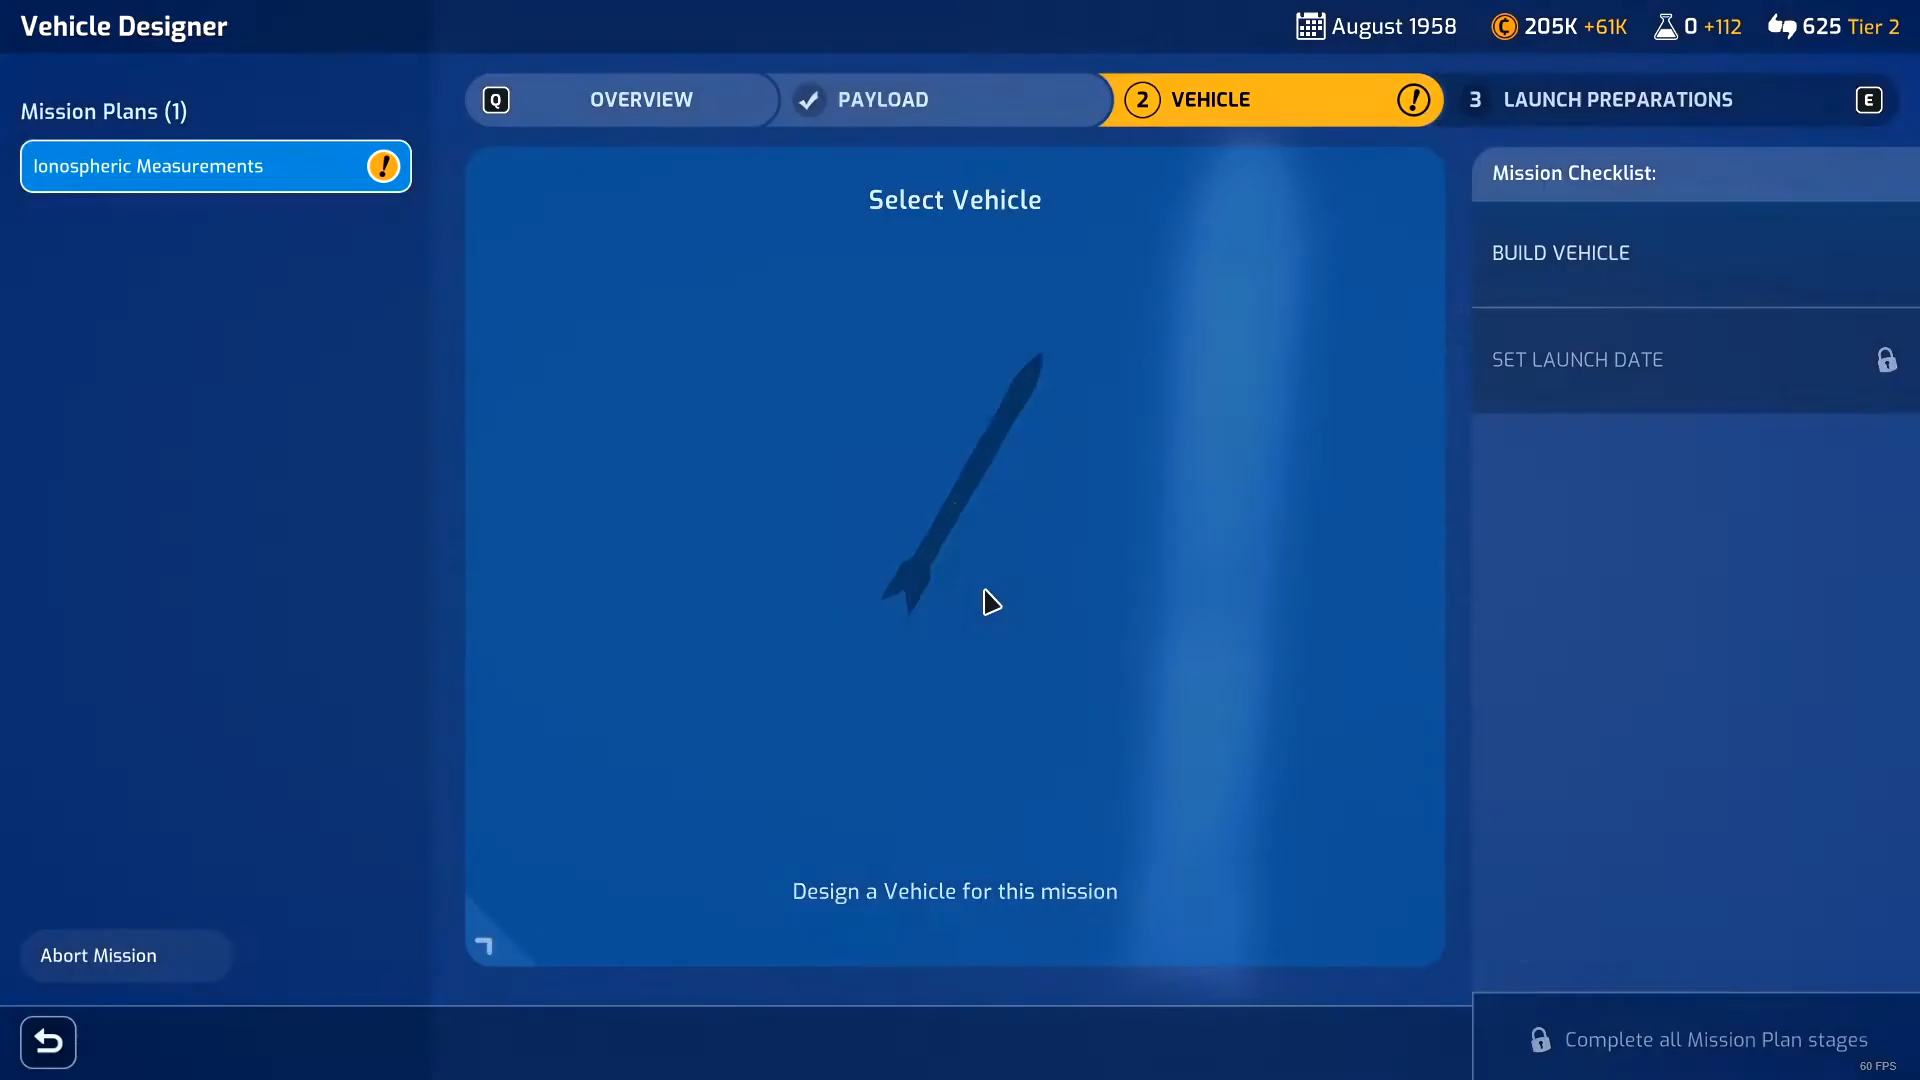 Vehicle Designer
August 1958
205K +61K
0 +112
625 Tier 2
Mission Plans (1)
Ionospheric Measurements
Q
OVERVIEW
PAYLOAD
2 VEHICLE
3 LAUNCH PREPARATIONS
E
Select Vehicle
Design a Vehicle for this mission
Mission Checklist:
BUILD VEHICLE
SET LAUNCH DATE
Abort Mission
Complete all Mission Plan stages
60 FPS